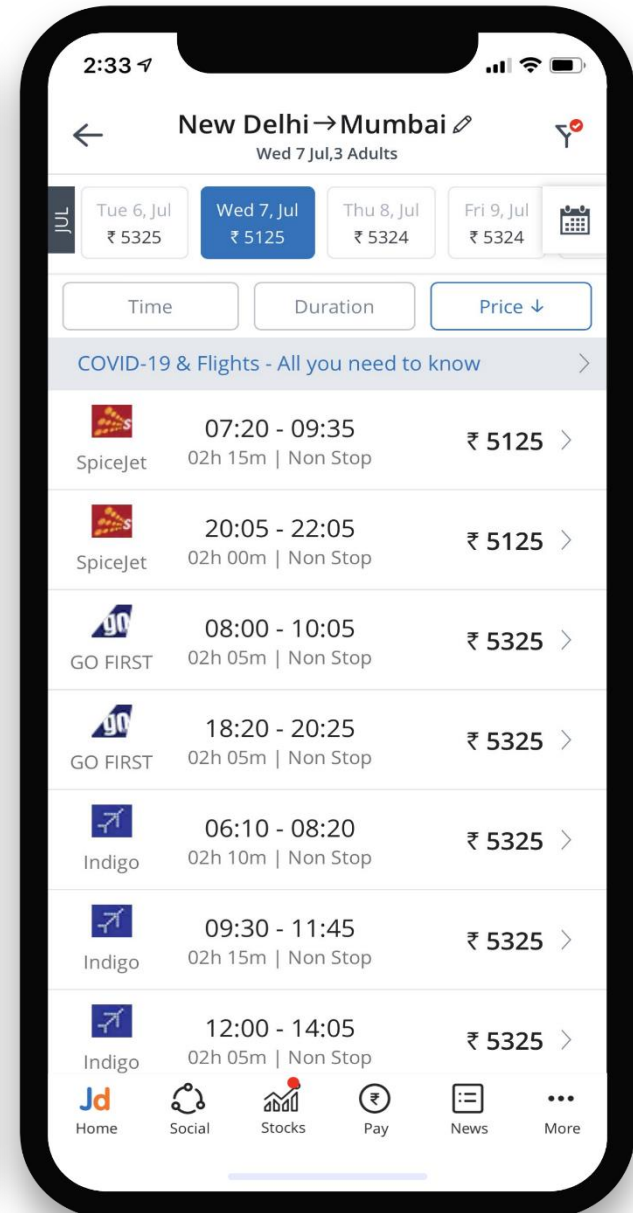 2:33
New Delhi→Mumbai
Wed 7 Jul,3 Adults
JUL
Tue 6, Jul
₹ 5325
Wed 7, Jul
₹ 5125
Thu 8, Jul
₹ 5324
Fri 9, Jul
₹ 5324
Time
Duration
Price ↓
COVID-19 & Flights - All you need to know
07:20 - 09:35
SpiceJet
02h 15m | Non Stop
₹ 5125
20:05 - 22:05
SpiceJet
02h 00m | Non Stop
₹ 5125
go
08:00 - 10:05
GO FIRST
02h 05m | Non Stop
₹ 5325
go
18:20 - 20:25
GO FIRST
02h 05m | Non Stop
₹ 5325
06:10 - 08:20
Indigo
02h 10m | Non Stop
₹ 5325
09:30 - 11:45
Indigo
02h 15m | Non Stop
₹ 5325
12:00 - 14:05
Indigo
02h 05m | Non Stop
₹ 5325
Jd
Home
Social
Stocks
₹
Pay
News
More